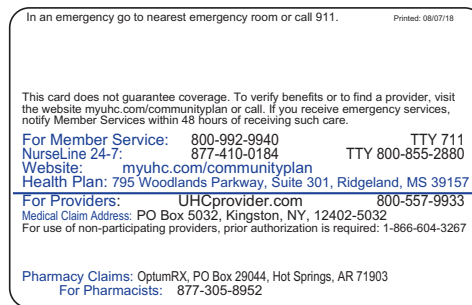 In an emergency go to nearest emergency room or call 911. Printed: 08/07/18
This card does not guarantee coverage. To verify benefits or to find a provider, visit
the website myuhc.com/communityplan or call. If you receive emergency services,
notify Member Services within 48 hours of receiving such care.
For Member Service: 800-992-9940 TTY 711
NurseLine 24-7: 877-410-0184 TTY 800-855-2880
Website: myuhc.com/communityplan
Health Plan: 795 Woodlands Parkway, Suite 301, Ridgeland, MS 39157
For Providers: UHCprovider.com 800-557-9933
Medical Claim Address: PO Box 5032, Kingston, NY, 12402-5032
For use of non-participating providers, prior authorization is required: 1-866-604-3267
Pharmacy Claims: OptumRX, PO Box 29044, Hot Springs, AR 71903
For Pharmacists: 877-305-8952